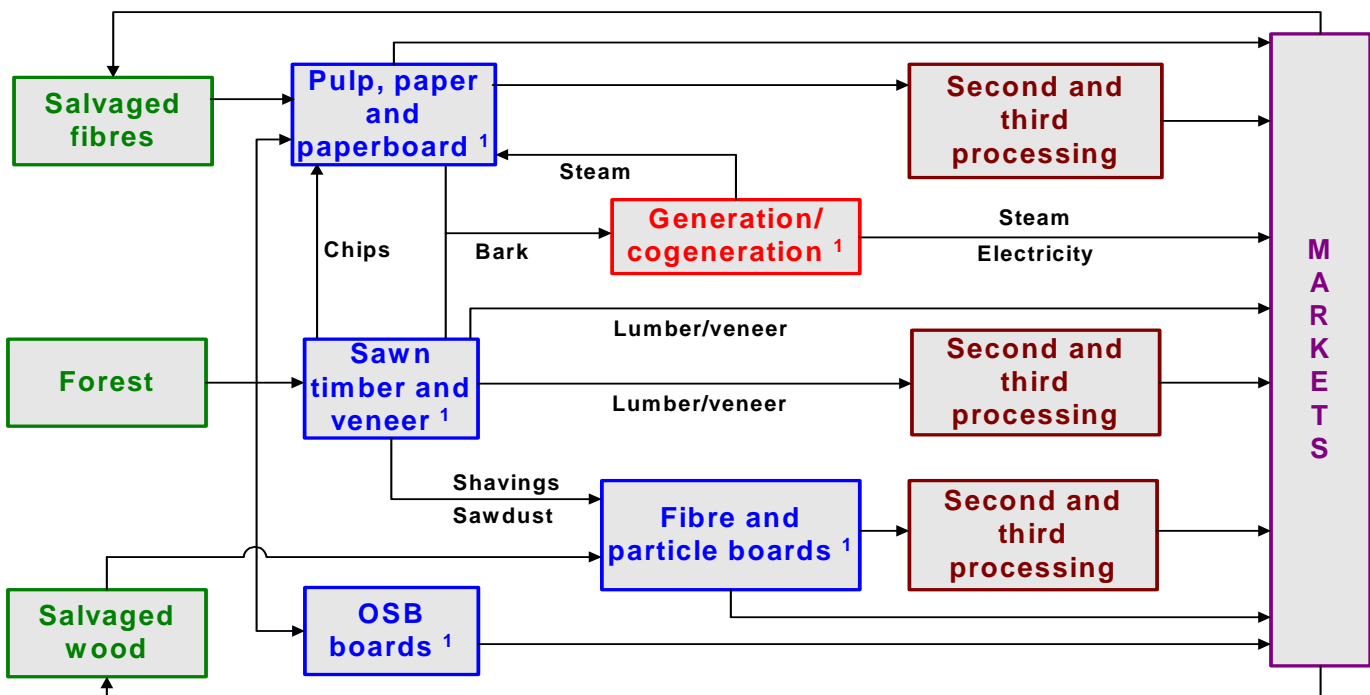 Salvaged
fibres
Pulp, paper
and
paperboard 1
Second and
third
processing
Steam
Generation/
cogeneration 1
Steam
Electricity
Chips
Bark
Lumber/veneer
Forest
Sawn
timber and
veneer 1
Lumber/veneer
Second and
third
processing
M
A
R
K
E
T
S
Shavings
Sawdust
Fibre and
particle boards 1
Second and
third
processing
Salvaged
wood
OSB
boards 1